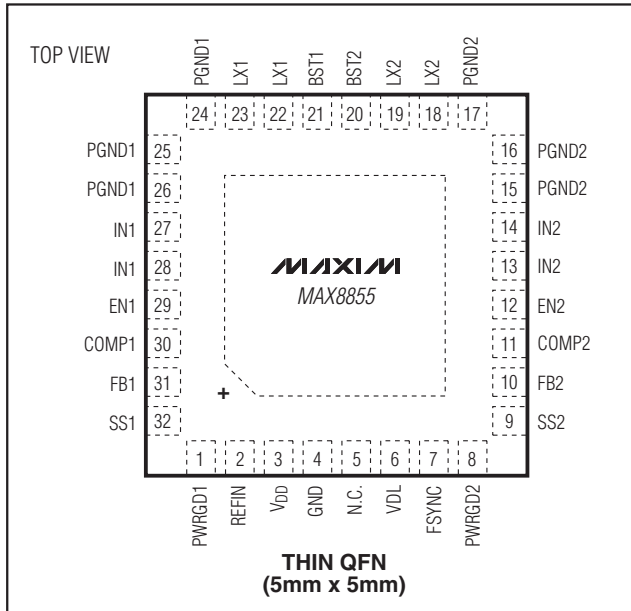 TOP VIEW
PGND1
LX1
LX1
BST1
BST2
LX2
LX2
PGND2
24 23 22 21 20 19 18 17
PGND1 25
PGND1 26
IN1 27
IN1 28
EN1 29
COMP1 30
FB1 31
SS1 32
16 PGND2
15 PGND2
14 IN2
13 IN2
12 EN2
11 COMP2
10 FB2
9 SS2
MAXIM
MAX8855
+
1 2 3 4 5 6 7 8
PWRGD1
REFIN
VDD
GND
N.C.
VDL
FSYNC
PWRGD2
THIN QFN
(5mm x 5mm)